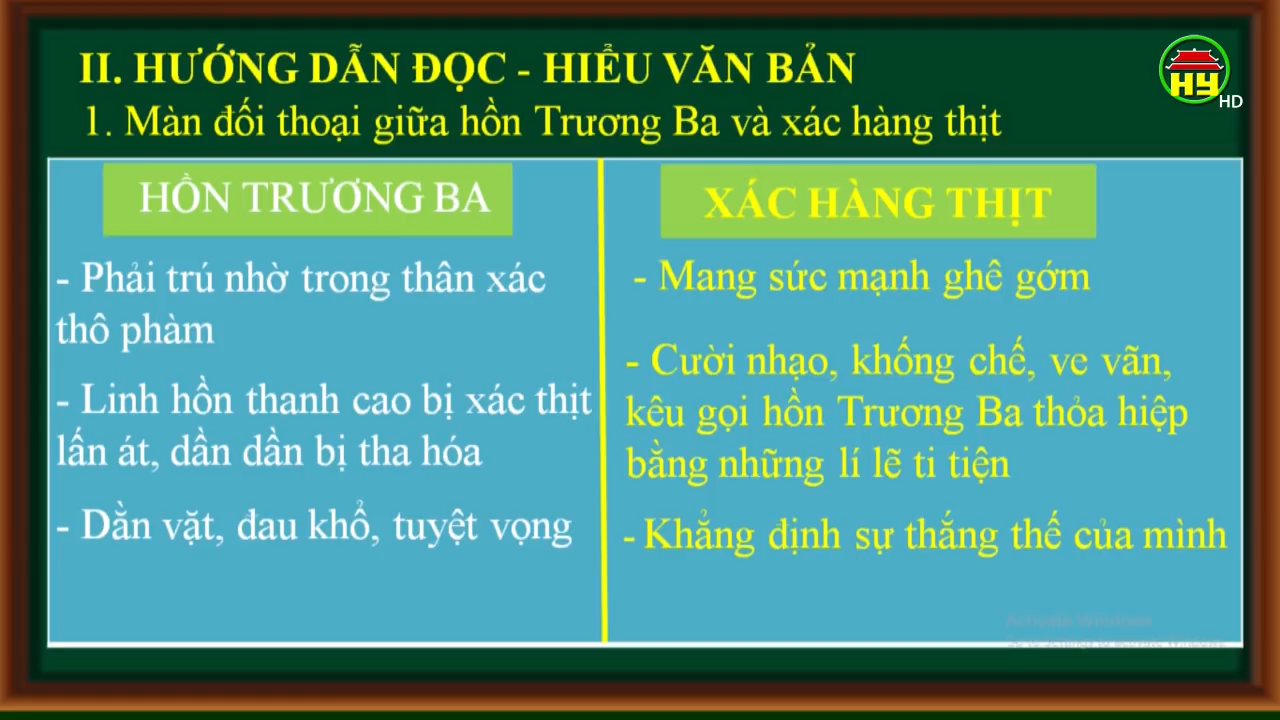 II. HƯỚNG DẪN ĐỌC - HIỂU VĂN BẢN
1. Màn đối thoại giữa hồn Trương Ba và xác hàng thịt
HY
HD
HỒN TRƯƠNG BA
- Phải trú nhờ trong thân xác
thô phàm
- Linh hồn thanh cao bị xác thịt
lấn át, dần dần bị tha hóa
- Dằn vặt, đau khổ, tuyệt vọng
XÁC HÀNG THỊT
- Mang sức mạnh ghê gớm
- Cười nhạo, khống chế, ve vãn,
kêu gọi hồn Trương Ba thỏa hiệp
bằng những lí lẽ ti tiện
- Khẳng định sự thắng thế của mình
Activate Windows